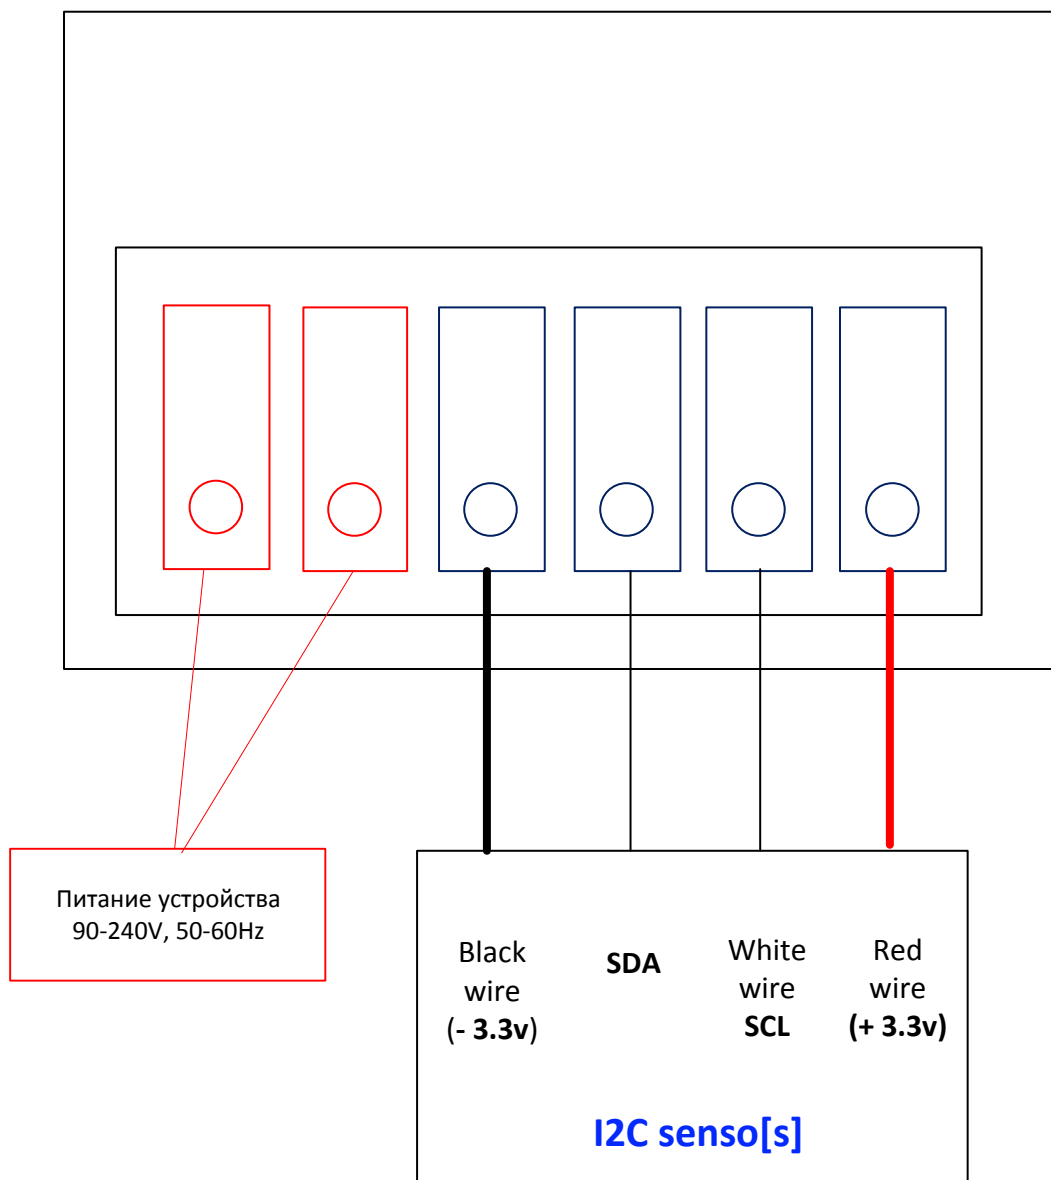 Питание устройства
90-240V, 50-60Hz
Black
wire
(- 3.3v)
SDA
White
wire
SCL
Red
wire
(+ 3.3v)
I2C senso[s]